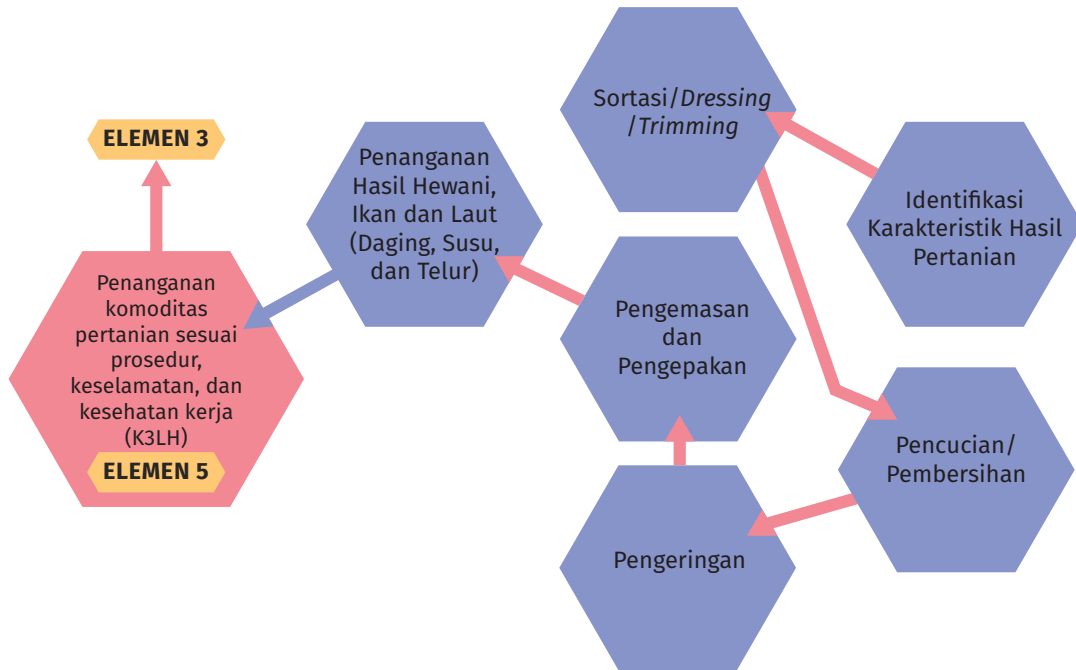 ELEMEN 3
Penanganan
komoditas
pertanian sesuai
prosedur,
keselamatan, dan
kesehatan kerja
(K3LH)
ELEMEN 5
Penanganan
Hasil Hewani,
Ikan dan Laut
(Daging, Susu,
dan Telur)
Sortasi/Dressing
/Trimming
Identifikasi
Karakteristik Hasil
Pertanian
Pengemasan
dan
Pengepakan
Pencucian/
Pembersihan
Pengeringan